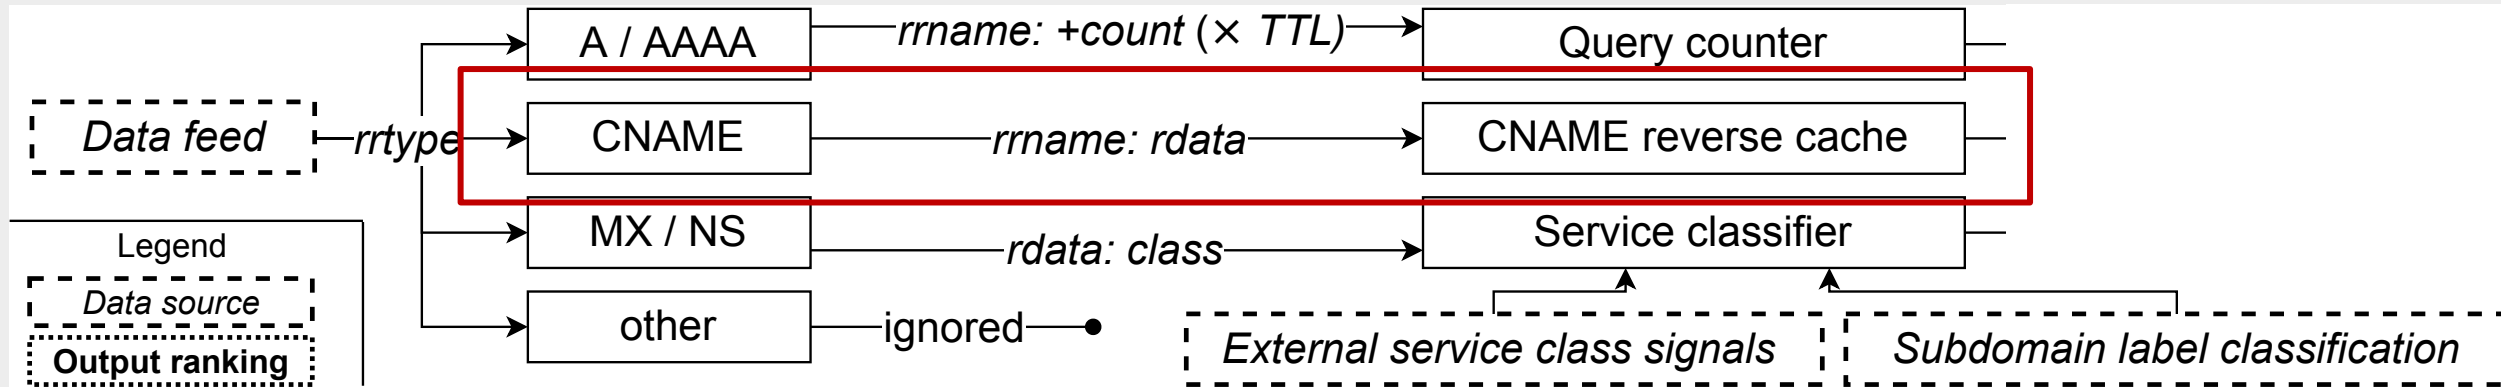 A / AAAA
rrname: +count (× TTL)
Query counter
Data feed
rrtype
CNAME
rrname: rdata
CNAME reverse cache
MX / NS
rdata: class
Service classifier
other
ignored
External service class signals
Subdomain label classification
Legend
Data source
Output ranking